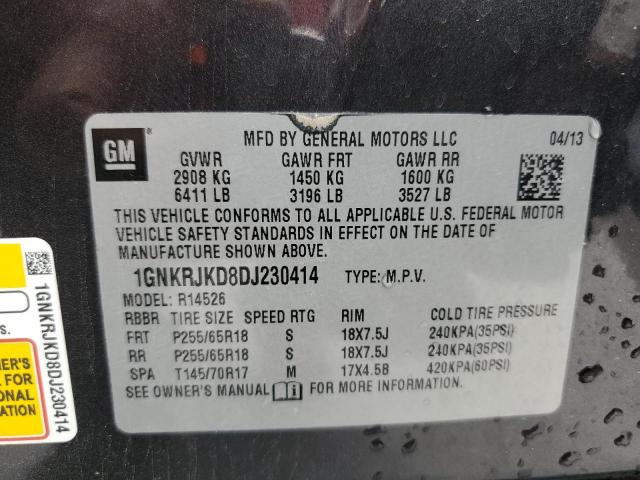 GM
MFD BY GENERAL MOTORS LLC 04/13
GVWR GAWR FRT GAWR RR
2908 KG 1450 KG 1600 KG
6411 LB 3196 LB 3527 LB
THIS VEHICLE CONFORMS TO ALL APPLICABLE U.S. FEDERAL MOTOR
VEHICLE SAFETY STANDARDS IN EFFECT ON THE DATE OF
MANUFACTURE SHOWN ABOVE.
1GNKRJKD8DJ230414 TYPE: M.P.V.
MODEL: R14526
RBBR TIRE SIZE SPEED RTG RIM COLD TIRE PRESSURE
FRT P255/65R18 S 18X7.5J 240KPA(35PSI)
RR P255/65R18 S 18X7.5J 240KPA(35PSI)
SPA T145/70R17 M 17X4.5B 420KPA(60PSI)
SEE OWNER'S MANUAL FOR MORE INFORMATION.
1GNKRJKD8DJ230414
S.
ER'S
FOR
ONAL
ATION